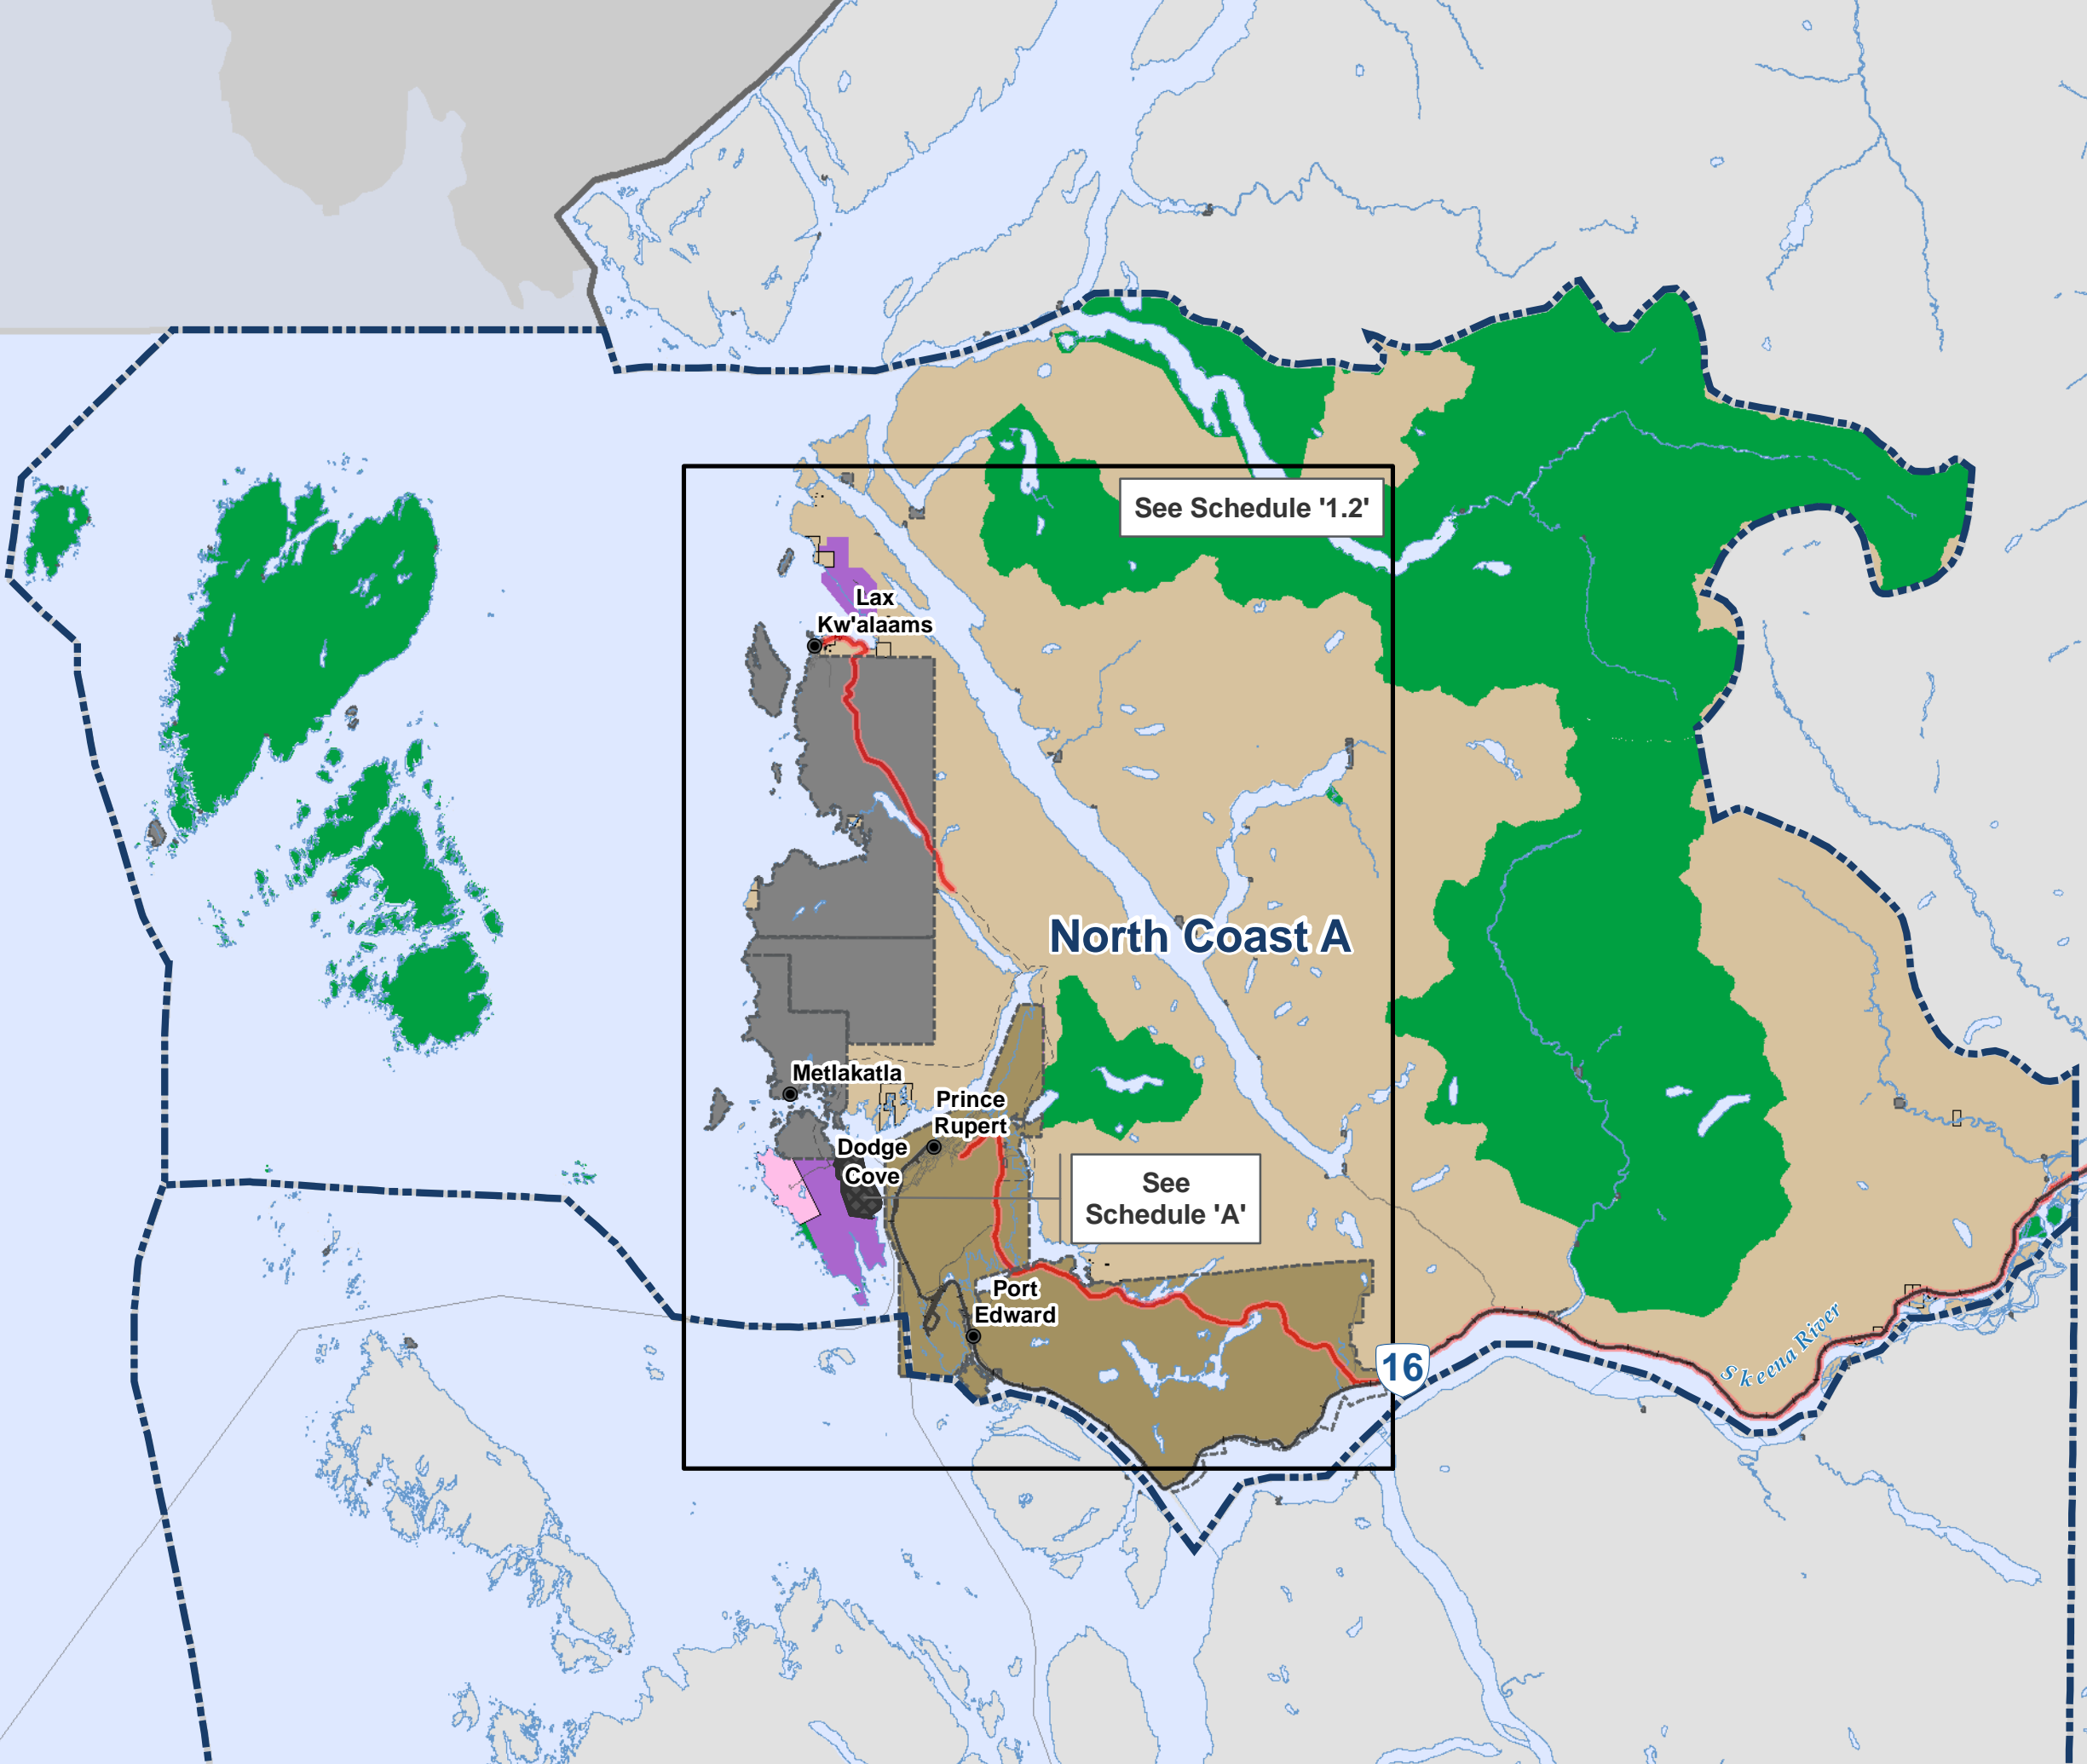 See Schedule '1.2'
Lax
Kw'alaams
North Coast A
Metlakatla
Prince
Rupert
Dodge
Cove
See
Schedule 'A'
Port
Edward
16
Skeena River